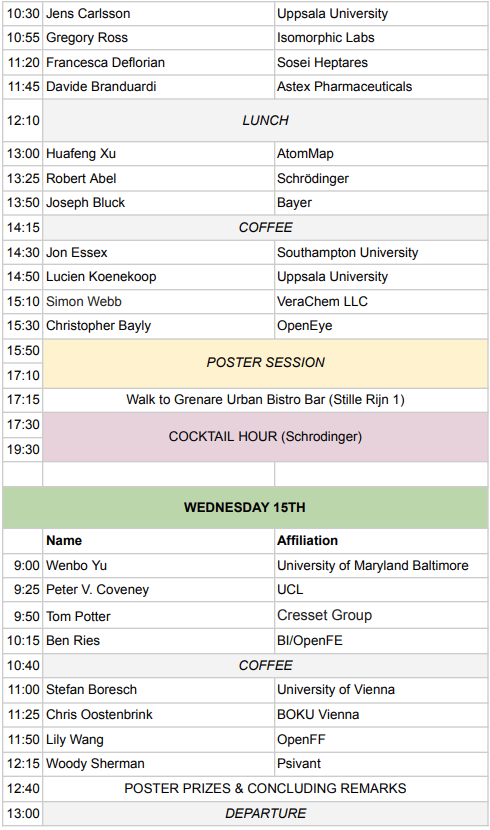 10:30 Jens Carlsson Uppsala University
10:55 Gregory Ross Isomorphic Labs
11:20 Francesca Deflorian Sosei Heptares
11:45 Davide Branduardi Astex Pharmaceuticals
12:10 LUNCH
13:00 Huafeng Xu AtomMap
13:25 Robert Abel Schrödinger
13:50 Joseph Bluck Bayer
14:15 COFFEE
14:30 Jon Essex Southampton University
14:50 Lucien Koenekoop Uppsala University
15:10 Simon Webb VeraChem LLC
15:30 Christopher Bayly OpenEye
15:50
POSTER SESSION
17:10
17:15 Walk to Grenare Urban Bistro Bar (Stille Rijn 1)
17:30
COCKTAIL HOUR (Schrodinger)
19:30
WEDNESDAY 15TH
Name Affiliation
9:00 Wenbo Yu University of Maryland Baltimore
9:25 Peter V. Coveney UCL
9:50 Tom Potter Cresset Group
10:15 Ben Ries BI/OpenFE
10:40 COFFEE
11:00 Stefan Boresch University of Vienna
11:25 Chris Oostenbrink BOKU Vienna
11:50 Lily Wang OpenFF
12:15 Woody Sherman Psivant
12:40 POSTER PRIZES & CONCLUDING REMARKS
13:00 DEPARTURE